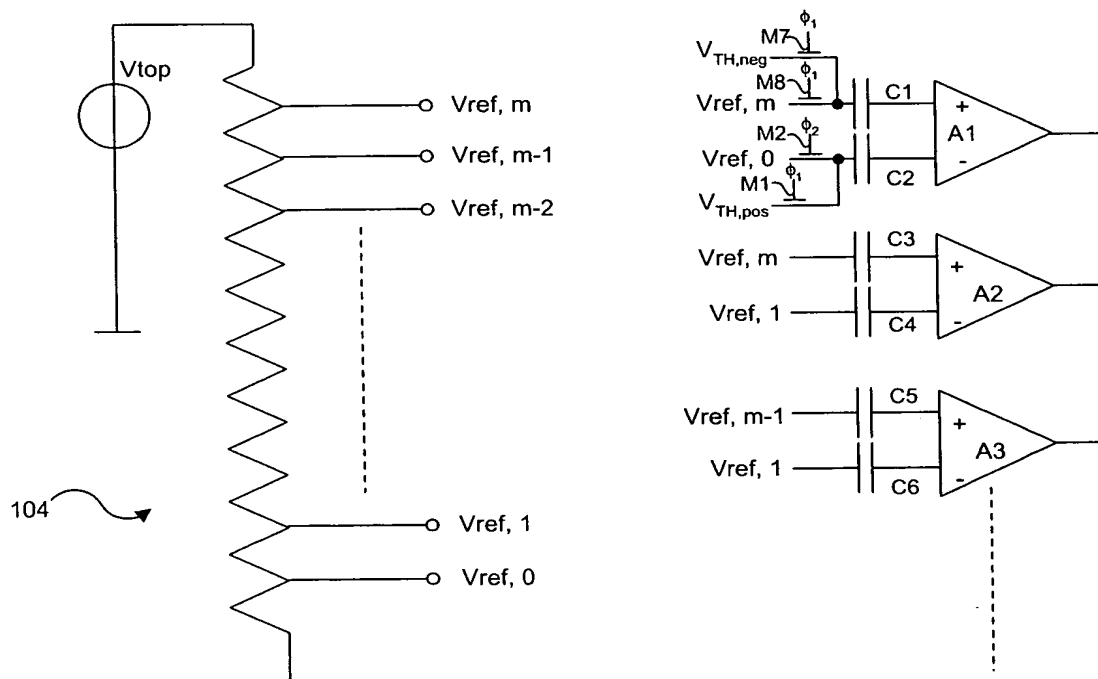 Vtop
Vref, m
Vref, m-1
Vref, m-2
104
Vref, 1
Vref, 0
ϕ1
M7
VTH,neg
M8 ϕ1
Vref, m
C1
+
A1
-
M2 ϕ2
Vref, 0
C2
ϕ1
M1
VTH,pos
Vref, m
C3
+
A2
-
Vref, 1
C4
Vref, m-1
C5
+
A3
-
Vref, 1
C6